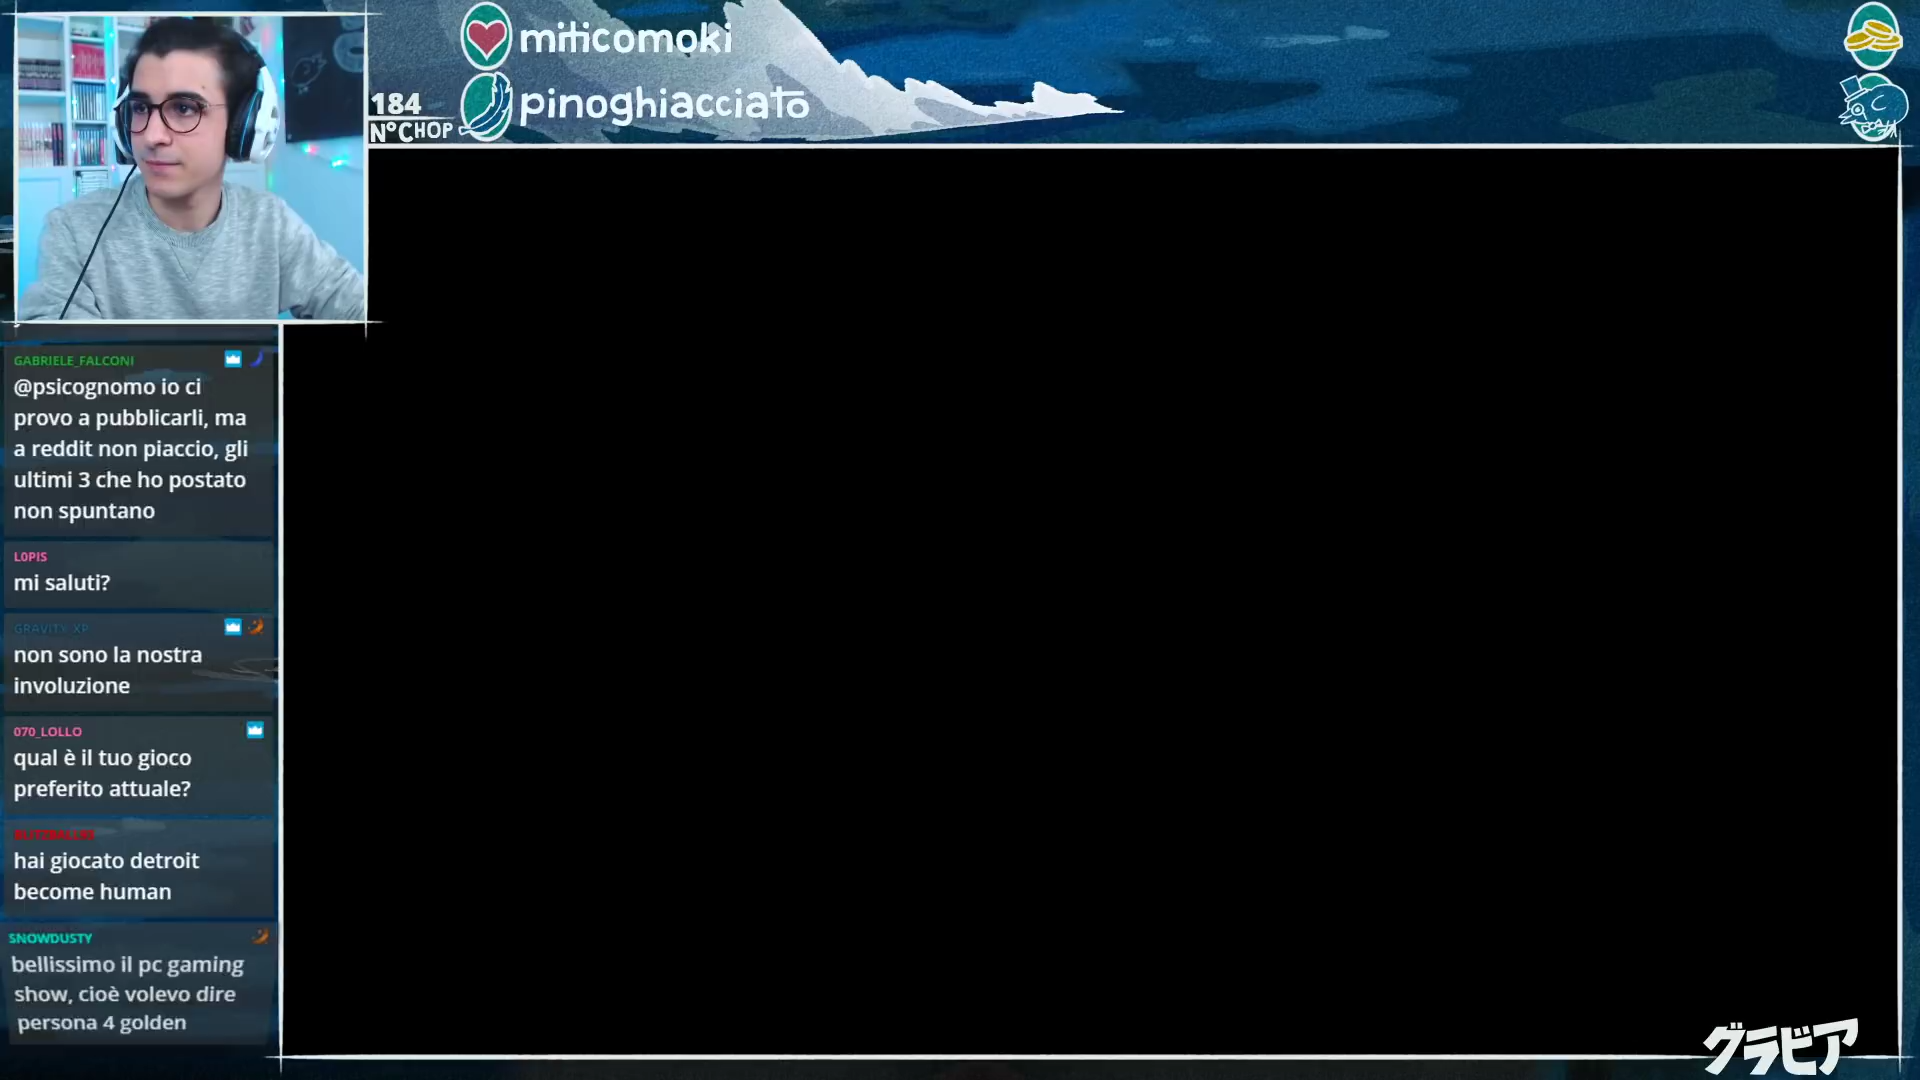 miticomoki
184
N°CHOP
pinoghiacciato
GABRIELE_FALCONI
@psicognomo io ci
provo a pubblicarli, ma
a reddit non piaccio, gli
ultimi 3 che ho postato
non spuntano
L0PIS
mi saluti?
GRAVITY_XP
non sono la nostra
involuzione
070_LOLLO
qual è il tuo gioco
preferito attuale?
hai giocato detroit
become human
SNOWDUSTY
bellissimo il pc gaming
show, cioè volevo dire
persona 4 golden
グラビア